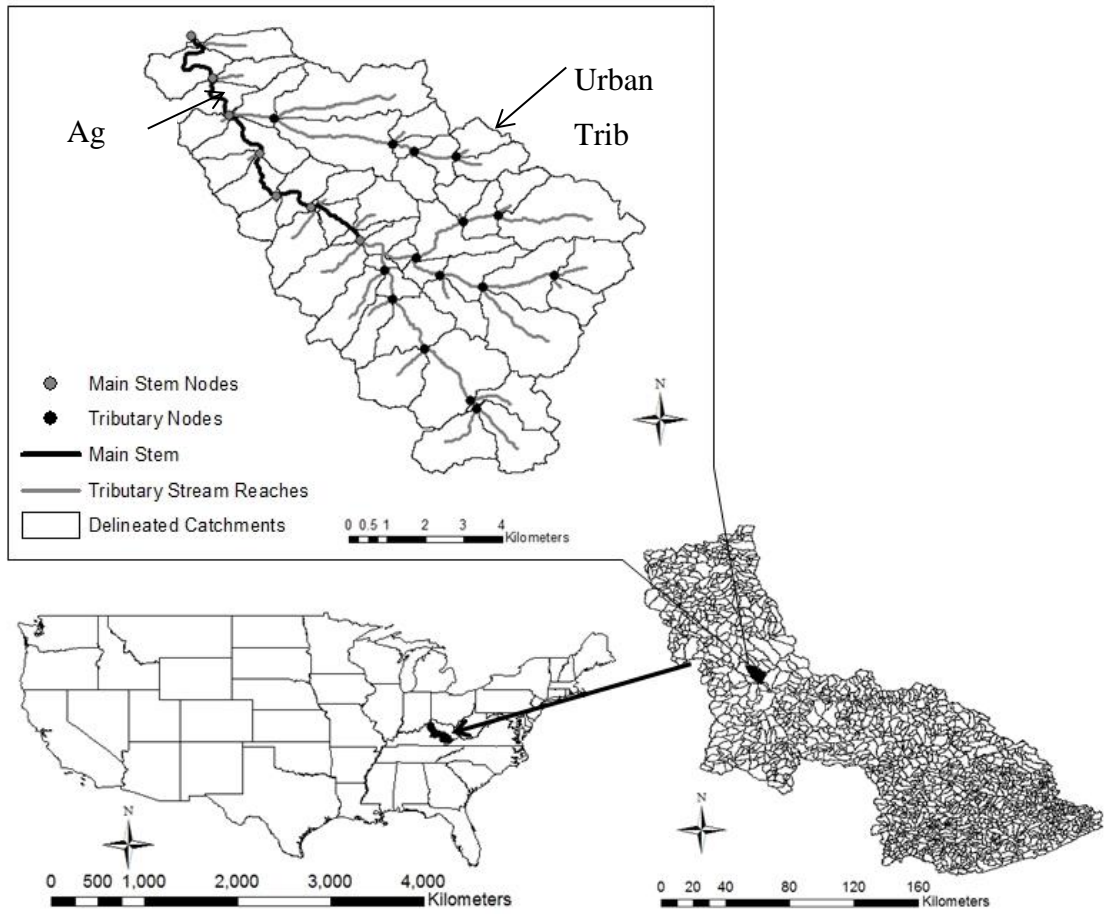 Urban
Trib
Ag
Main Stem Nodes
Tributary Nodes
Main Stem
Tributary Stream Reaches
Delineated Catchments
N
0 0.5 1 2 3 4
Kilometers
N
0 500 1,000 2,000 3,000 4,000
Kilometers
N
0 20 40 80 120 160
Kilometers